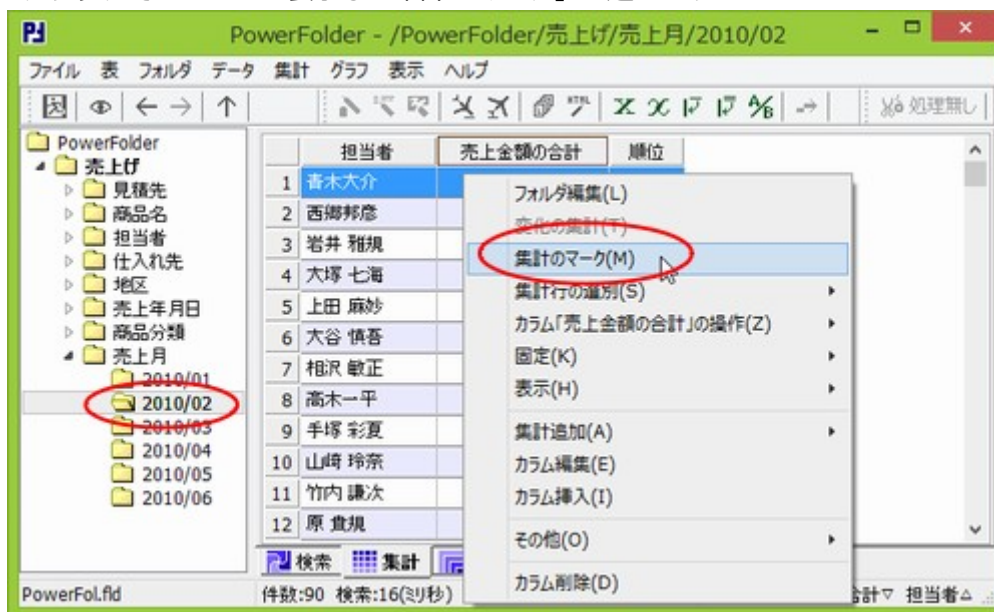 PowerFolder - /PowerFolder/売上げ/売上月/2010/02
ファイル 表 フォルダ データ 集計 グラフ 表示 ヘルプ
処理無し
PowerFolder
売上げ
見積先
商品名
担当者
仕入れ先
地区
売上年月日
商品分類
売上月
2010/01
2010/02
2010/03
2010/04
2010/05
2010/06
担当者 売上金額の合計 順位
1 青木大介
2 西郷邦彦
3 岩井 雅規
4 大塚 七海
5 上田 麻紗
6 大谷 慎吾
7 相沢 敏正
8 高木一平
9 手塚 彩夏
10 山崎 玲奈
11 竹内 謙次
12 原 貴規
フォルダ編集(L)
変化の集計(T)
集計のマーク(M)
集計行の選別(S)
カラム「売上金額の合計」の操作(Z)
固定(K)
表示(H)
集計追加(A)
カラム編集(E)
カラム挿入(I)
その他(O)
カラム削除(D)
検索 集計
PowerFol.fld 件数:90 検索:16(ミリ秒) 合計▽ 担当者△